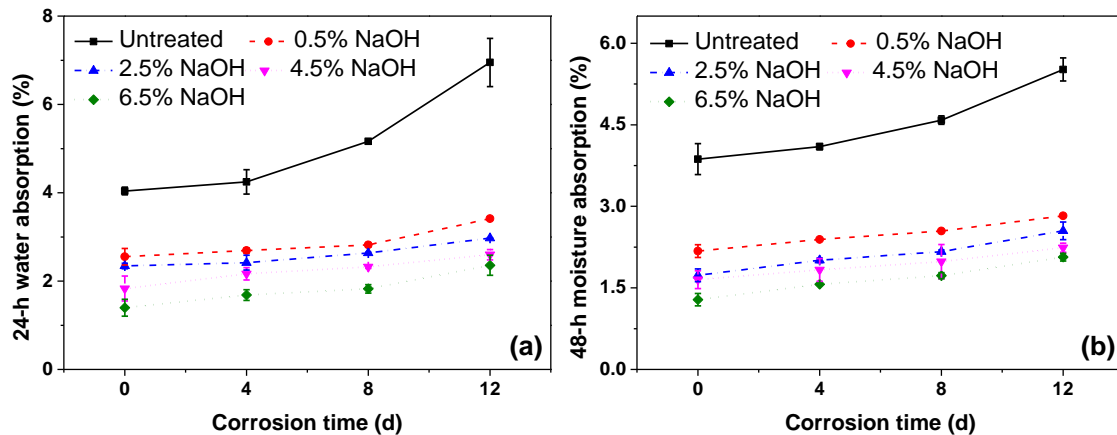 24-h water absorption (%)
8
6
4
2
0
Untreated 0.5% NaOH
2.5% NaOH 4.5% NaOH
6.5% NaOH
(a)
0 4 8 12
Corrosion time (d)
48-h moisture absorption (%)
6.0
4.5
3.0
1.5
0.0
Untreated 0.5% NaOH
2.5% NaOH 4.5% NaOH
6.5% NaOH
(b)
0 4 8 12
Corrosion time (d)